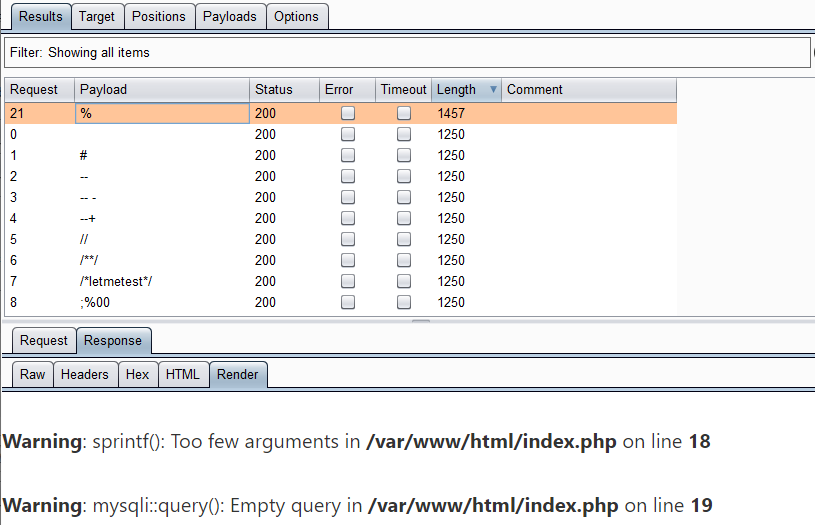 Results Target Positions Payloads Options
Filter: Showing all items
Request Payload Status Error Timeout Length Comment
21 % 200 1457
0 200 1250
1 # 200 1250
2 -- 200 1250
3 -- - 200 1250
4 --+ 200 1250
5 // 200 1250
6 /**/ 200 1250
7 /*letmetest*/ 200 1250
8 ;%00 200 1250
Request Response
Raw Headers Hex HTML Render
Warning: sprintf(): Too few arguments in /var/www/html/index.php on line 18
Warning: mysqli::query(): Empty query in /var/www/html/index.php on line 19